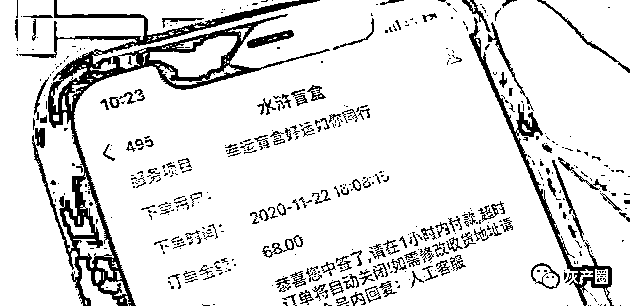 10:23
水浒盲盒
495
幸运盲盒好运如你同行
服务项目
下单用户：
下单时间： 2020-11-22 16:08:15
订单金额： 68.00
恭喜您中签了,请在1小时内付款,超时
订单将自动关闭!如需修改收货地址请
号内回复：人工客服
灰产圈